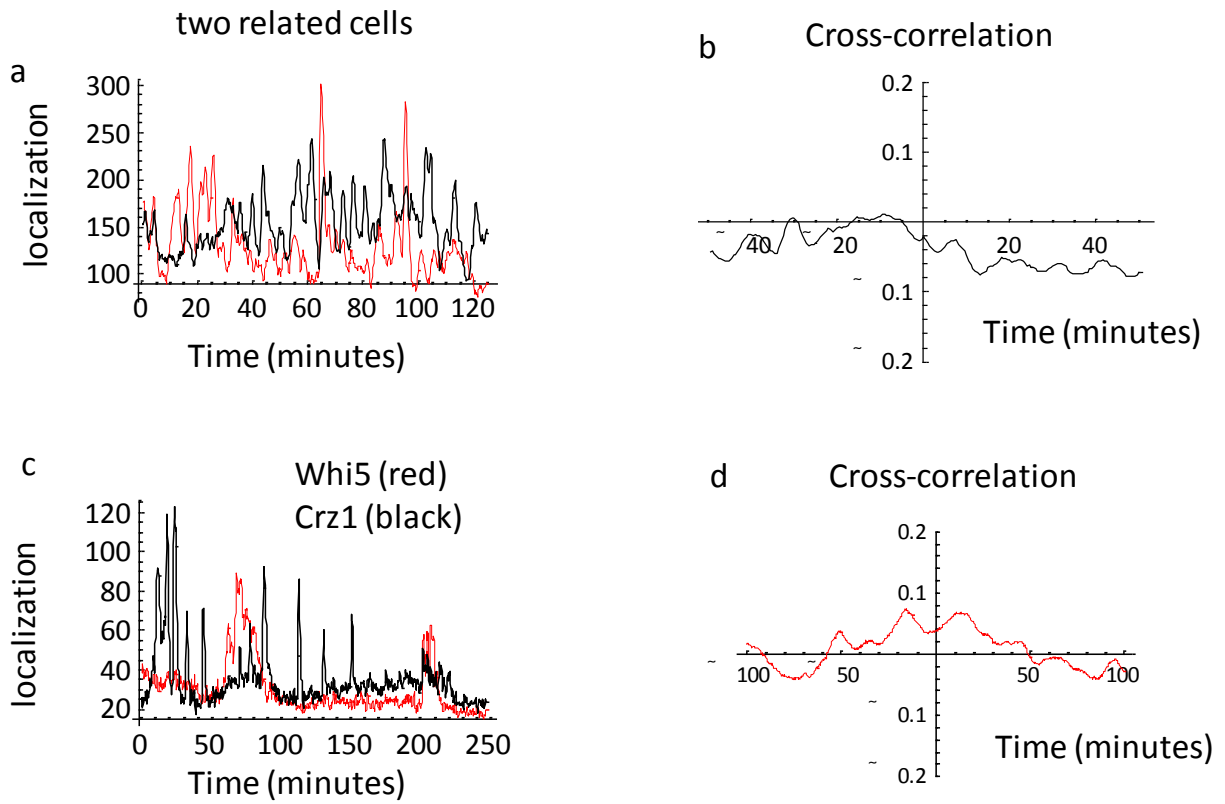 two related cells
a
localization
300
250
200
150
100
0 20 40 60 80 100 120
Time (minutes)
b
Cross-correlation
0.2
0.1
~ 40 ~ 20 20 40
~ 0.1
~ 0.2
Time (minutes)
c
Whi5 (red)
Crz1 (black)
localization
120
100
80
60
40
20
0 50 100 150 200 250
Time (minutes)
d
Cross-correlation
0.2
0.1
~ 100 ~ 50 50 100
~ 0.1
~ 0.2
Time (minutes)